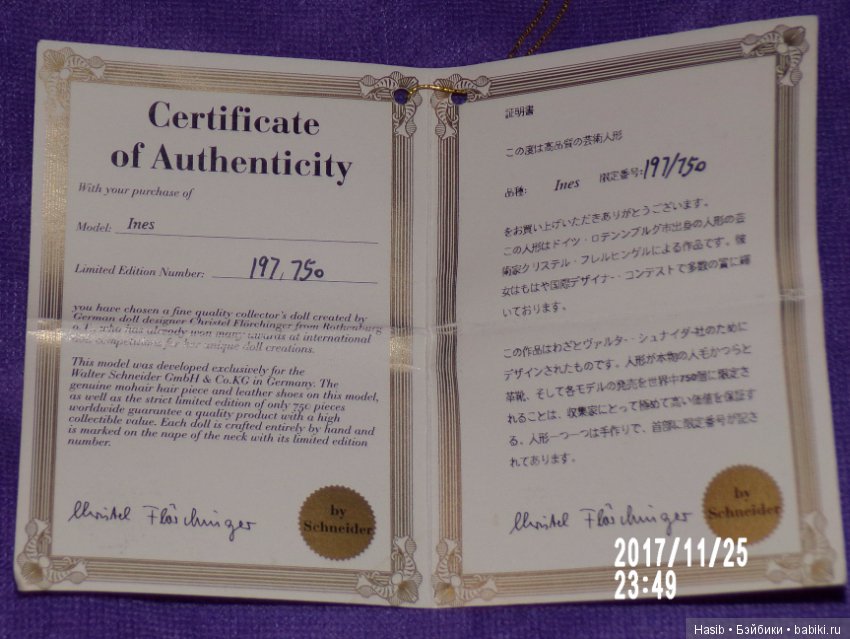 Certificate
of Authenticity
With your purchase of
Model: Ines
Limited Edition Number: 197, 750
you have chosen a fine quality collector's doll created by
German doll designer Christel Florchinger from Rothenburg
who has already won many awards at international
competitions for her unique doll creations.
This model was developed exclusively for the
Walter Schneider GmbH & Co.KG in Germany. The
genuine mohair hair piece and leather shoes on this model,
as well as the strict limited edition of only 750 pieces
worldwide guarantee a quality product with a high
collectible value. Each doll is crafted entirely by hand and
is marked on the nape of the neck with its limited edition
number.
Christel Flörchinger
by
Schneider
証明書
この度は高品質の芸術人形
品種: Ines 限定番号: 197/750
をお買い上げいただきありがとうございます。
この人形はドイツ・ロテンンブルグ市出身の人形の芸
術家クリステル・フレルヒンゲルによる作品です。彼
女はもはや国際デザイナー・コンテストで多数の賞に輝
いております。
この作品はわざとヴァルタ-・シュナイダ-社のために
デザインされたものです。人形が本物の人毛かつらと
革靴、そして各モデルの発売を世界中750個に限定さ
れることは、収集家にとって極めて高い価値を保証す
る。人形一つ一つは手作りで、首部に限定番号が記さ
れてあります。
Christel Flörchinger
by
Schneider
2017/11/25
23:49
Hasib • Бэйбики • babiki.ru